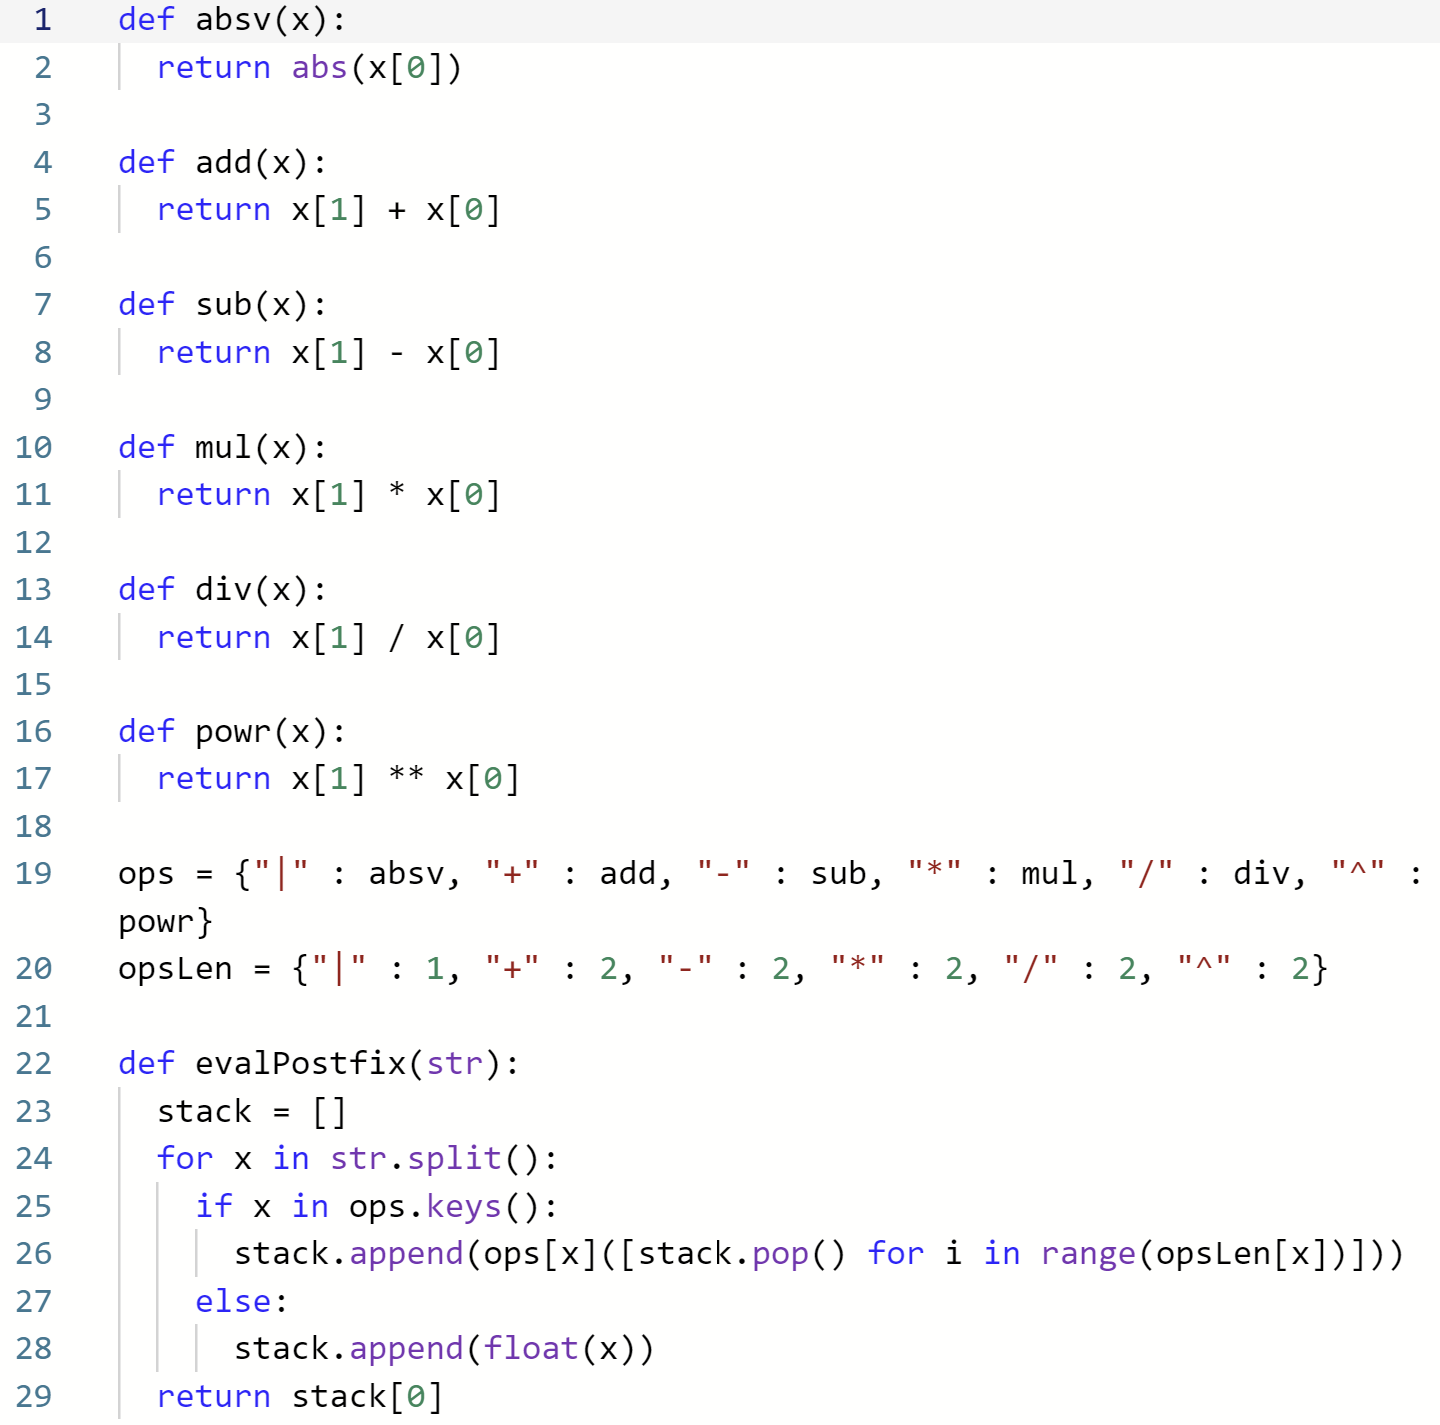 1 def absv(x):
2 return abs(x[0])
3
4 def add(x):
5 return x[1] + x[0]
6
7 def sub(x):
8 return x[1] - x[0]
9
10 def mul(x):
11 return x[1] * x[0]
12
13 def div(x):
14 return x[1] / x[0]
15
16 def powr(x):
17 return x[1] ** x[0]
18
19 ops = {"|" : absv, "+" : add, "-" : sub, "*" : mul, "/" : div, "^" :
powr}
20 opsLen = {"|" : 1, "+" : 2, "-" : 2, "*" : 2, "/" : 2, "^" : 2}
21
22 def evalPostfix(str):
23 stack = []
24 for x in str.split():
25 if x in ops.keys():
26 stack.append(ops[x]([stack.pop() for i in range(opsLen[x])]))
27 else:
28 stack.append(float(x))
29 return stack[0]